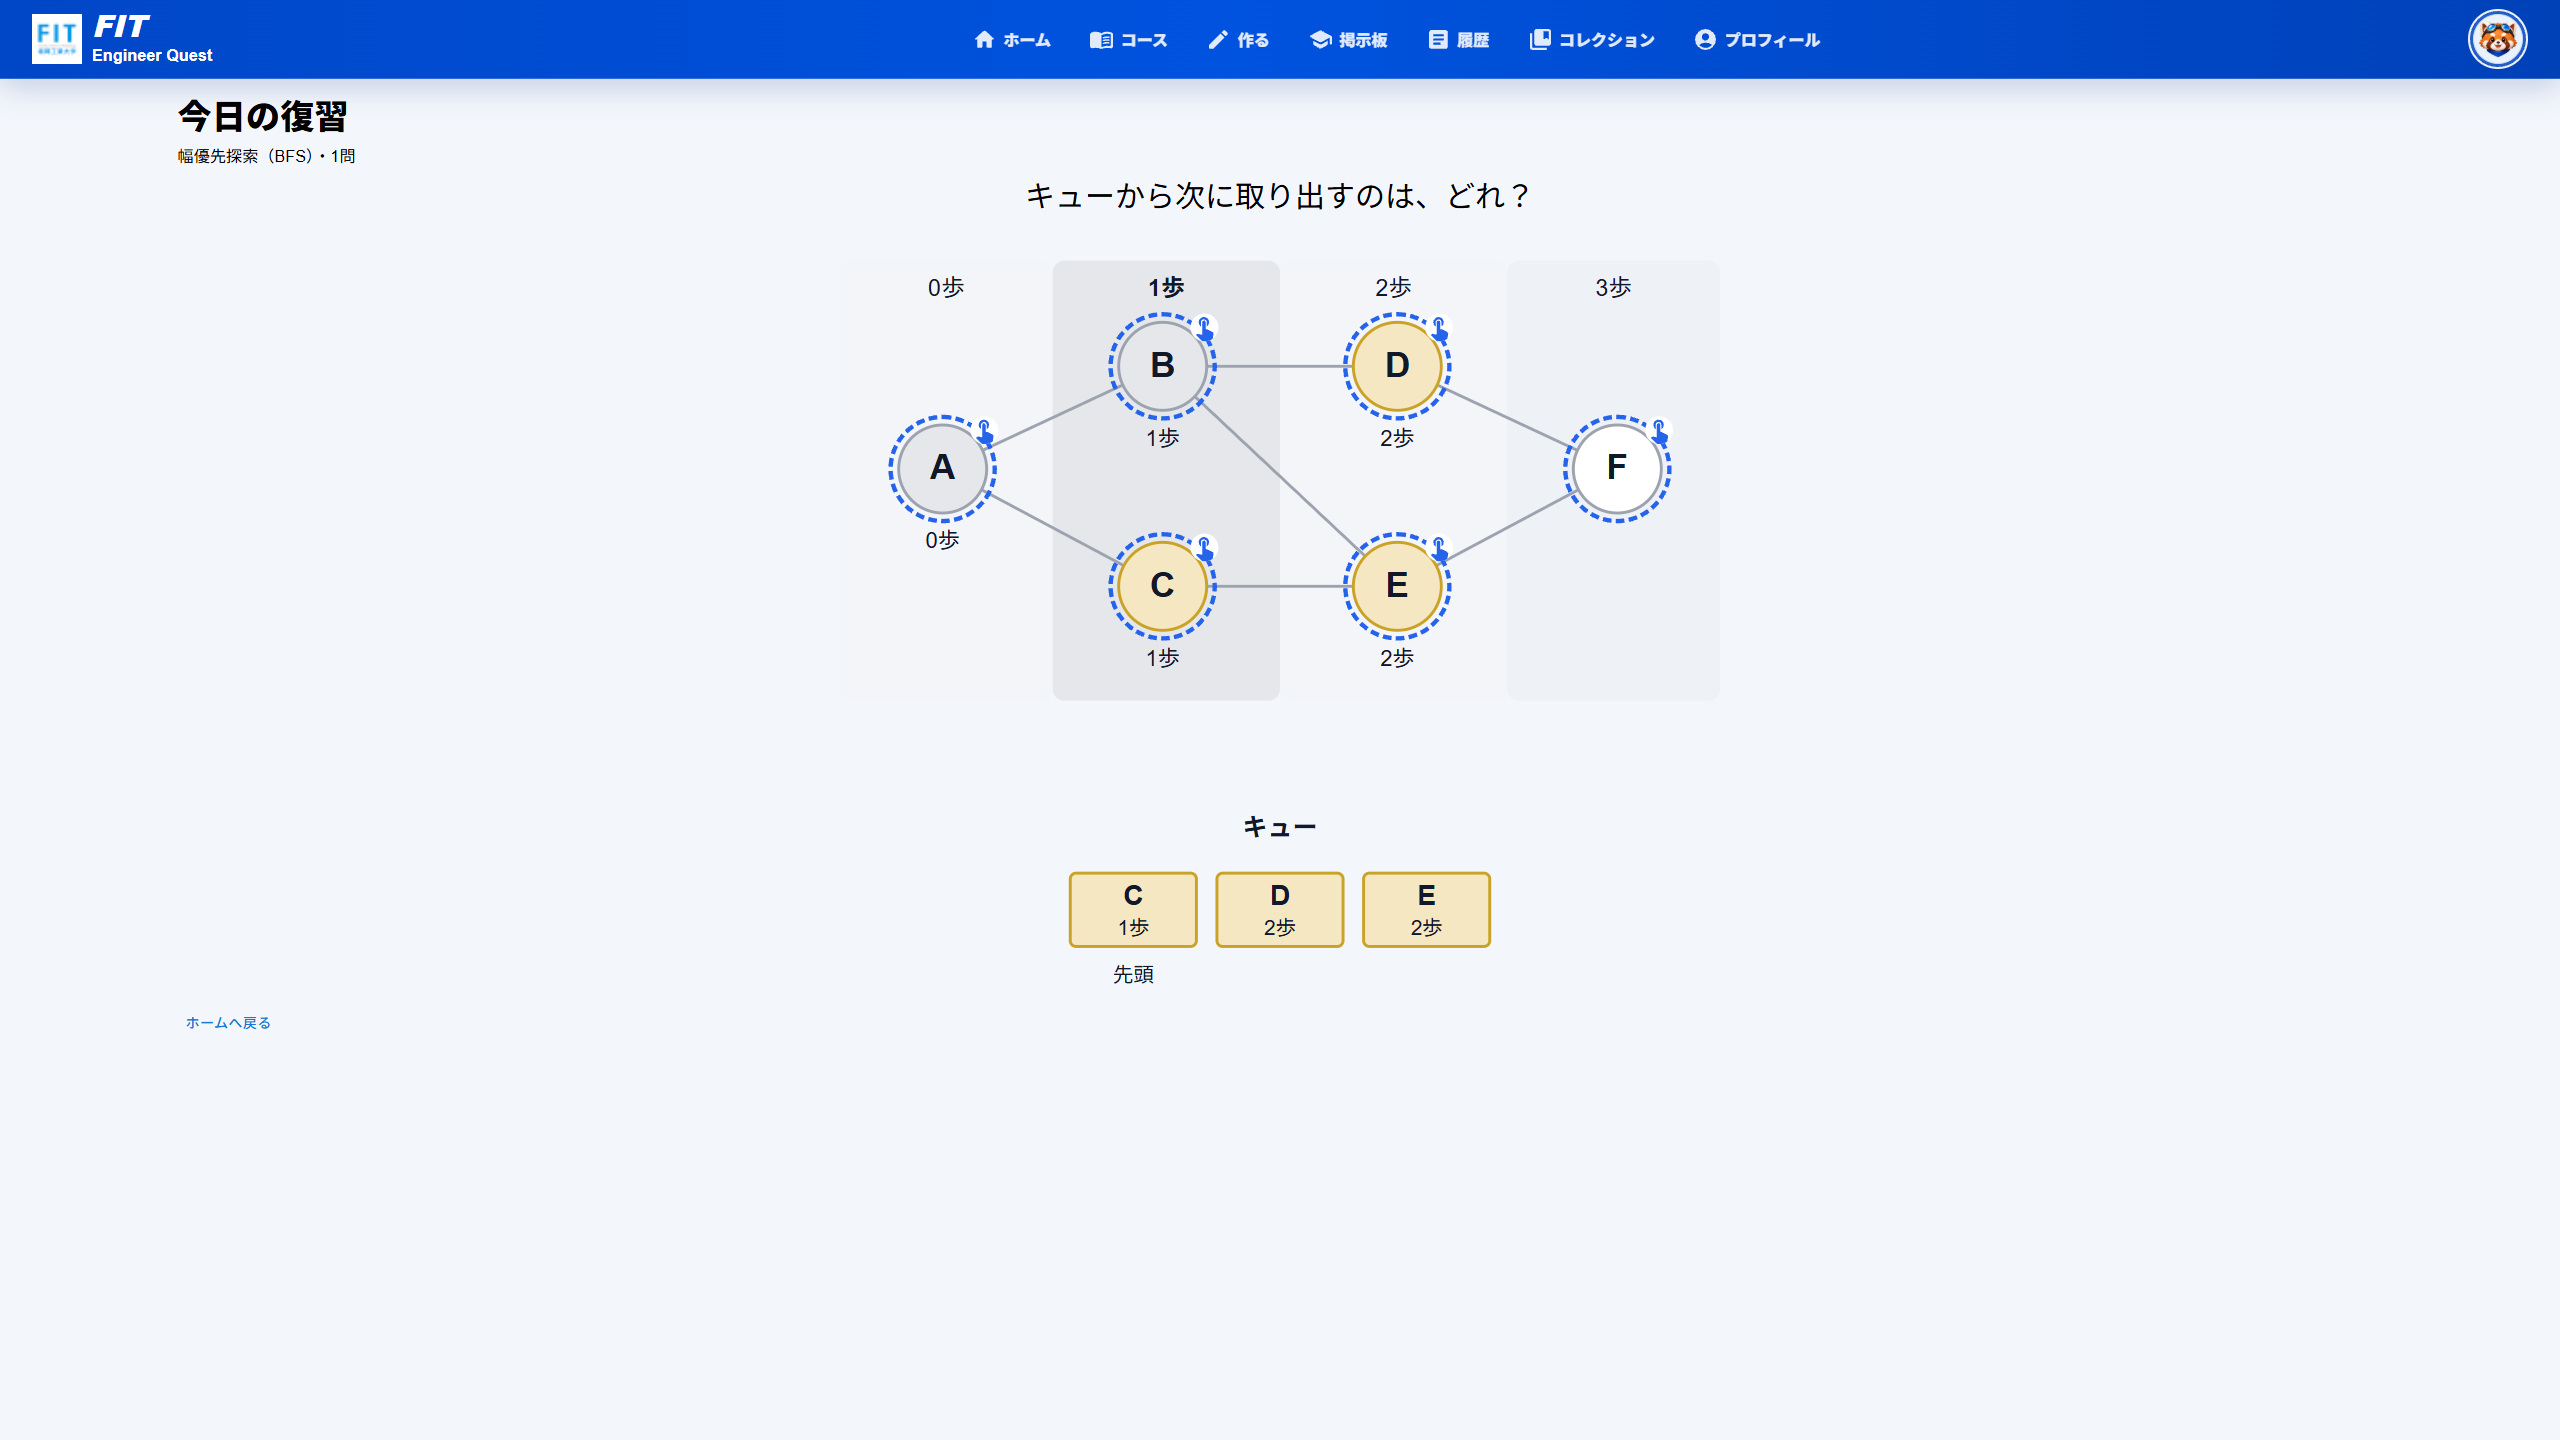 FIT
FIT
Engineer Quest
ホーム
コース
作る
掲示板
履歴
コレクション
プロフィール
今日の復習
幅優先探索（BFS）・1問
キューから次に取り出すのは、どれ？
0歩
1歩
2歩
3歩
B
1歩
D
2歩
A
0歩
F
C
1歩
E
2歩
キュー
C
1歩
D
2歩
E
2歩
先頭
ホームへ戻る